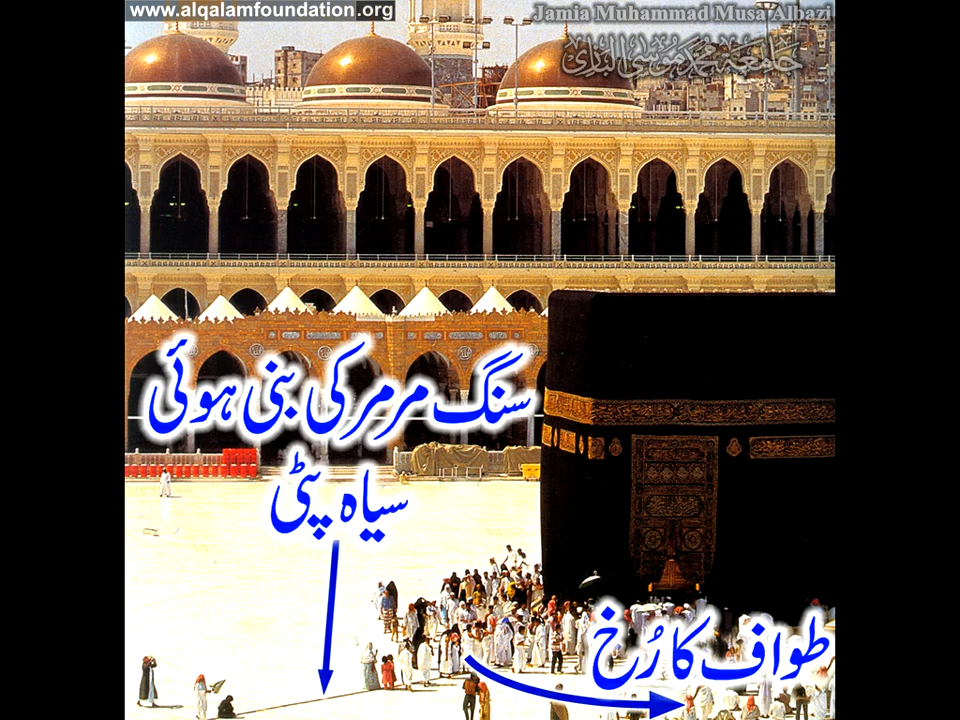 www.alqalamfoundation.org
Jamia Muhammad Musa Albazi
جامعہ محمد موسیٰ البازی
سنگ مرمر کی بنی ہوئی
سیاہ پٹی
طواف کا رُخ